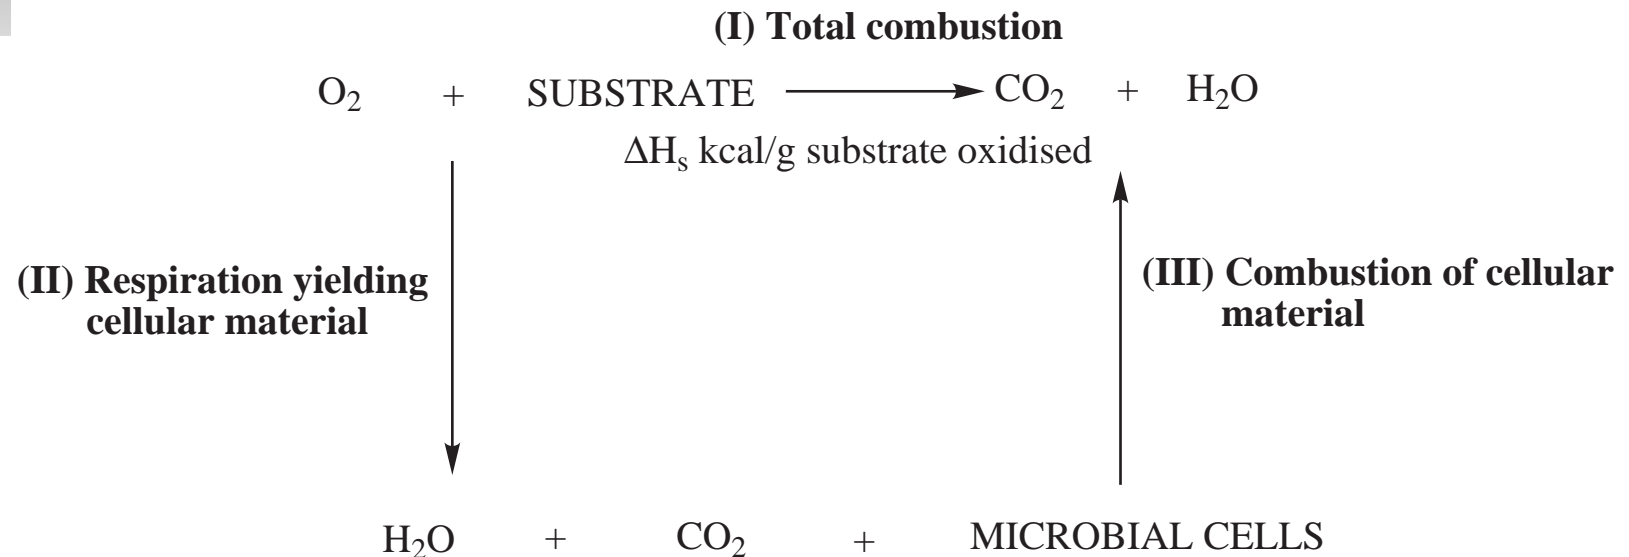 (I) Total combustion
O₂ + SUBSTRATE ⟶ CO₂ + H₂O
ΔHₛ kcal/g substrate oxidised
(II) Respiration yielding
cellular material
(III) Combustion of cellular
material
H₂O + CO₂ + MICROBIAL CELLS